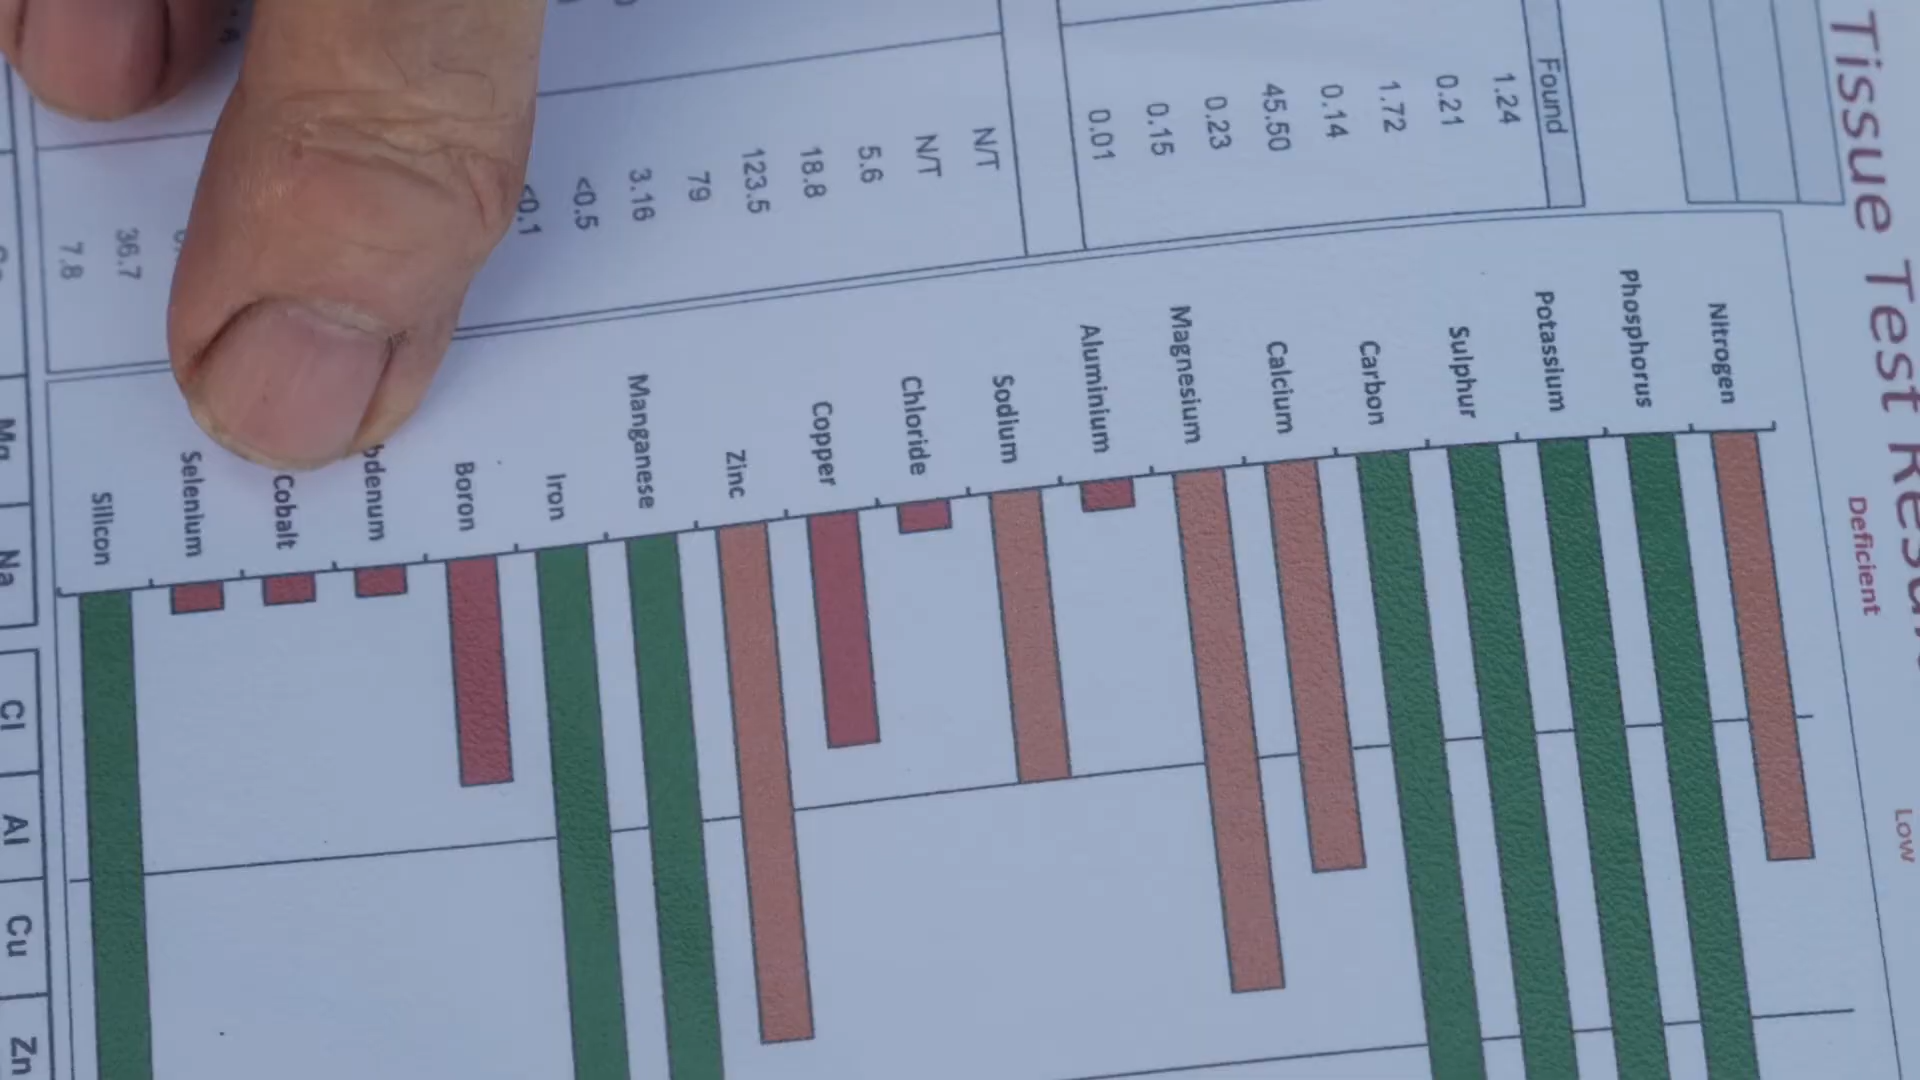 Tissue Test
Deficient
Low
Found
1.24
0.21
1.72
0.14
45.50
0.23
0.15
0.01
N/T
N/T
5.6
18.8
123.5
79
3.16
<0.5
<0.1
36.7
7.8
Nitrogen
Phosphorus
Potassium
Sulphur
Carbon
Calcium
Magnesium
Aluminium
Sodium
Chloride
Copper
Zinc
Manganese
Iron
Boron
bdenum
Cobalt
Selenium
Silicon
Mg
Na
Cl
Al
Cu
Zn